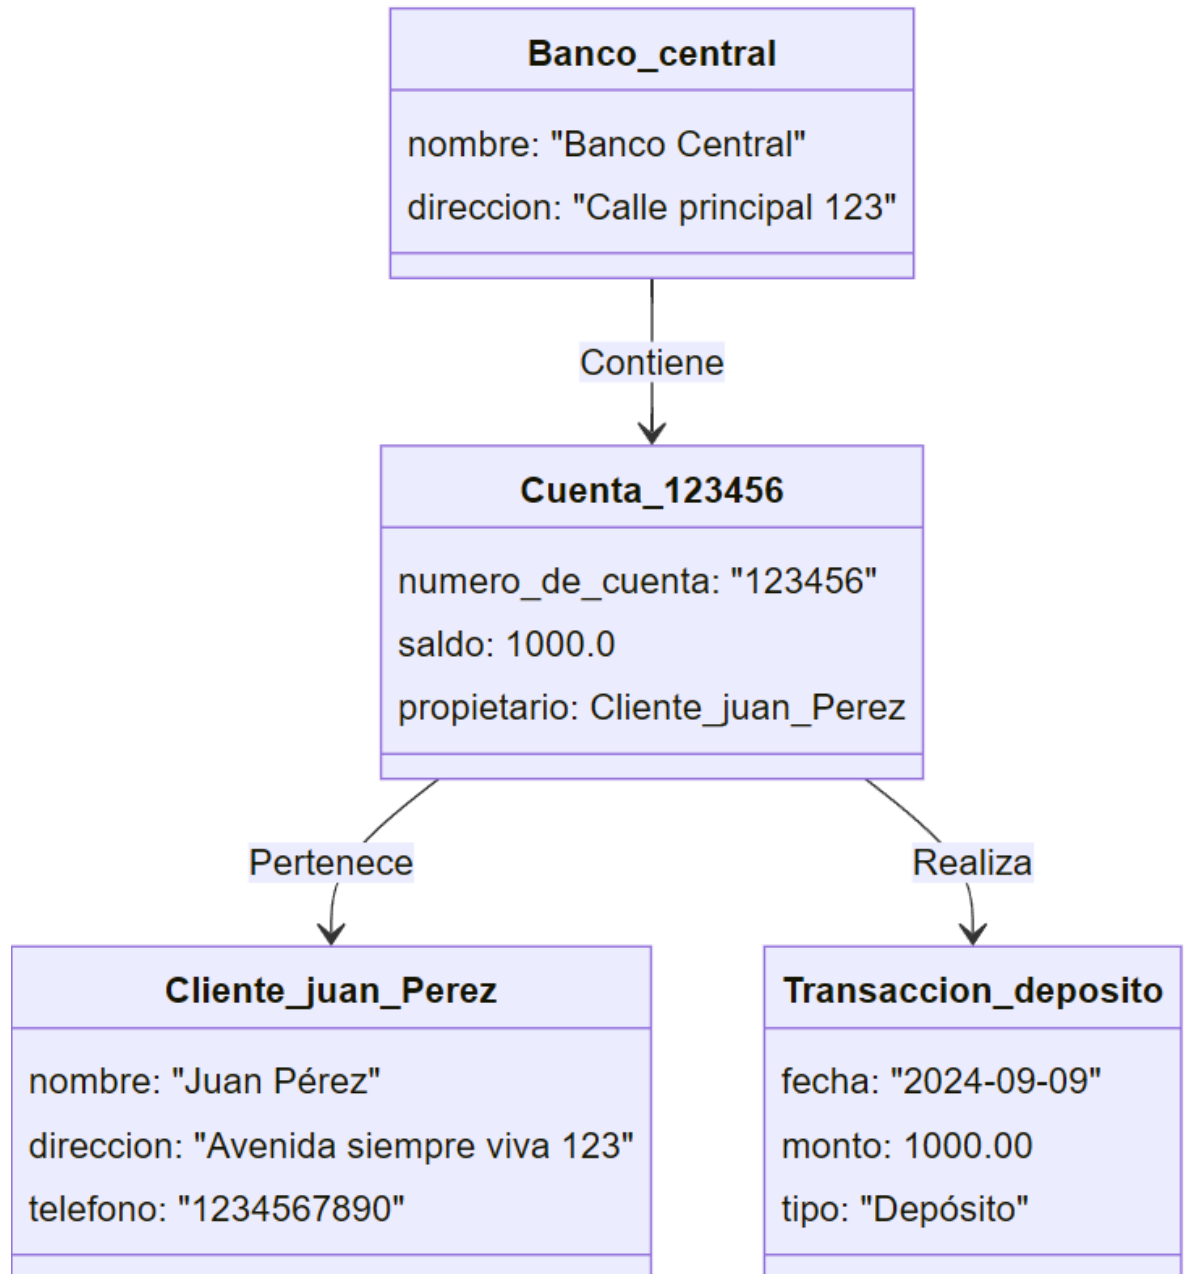 Banco_central
nombre: "Banco Central"
direccion: "Calle principal 123"
Contiene
Cuenta_123456
numero_de_cuenta: "123456"
saldo: 1000.0
propietario: Cliente_juan_Perez
Pertenece
Realiza
Cliente_juan_Perez
nombre: "Juan Pérez"
direccion: "Avenida siempre viva 123"
telefono: "1234567890"
Transaccion_deposito
fecha: "2024-09-09"
monto: 1000.00
tipo: "Depósito"